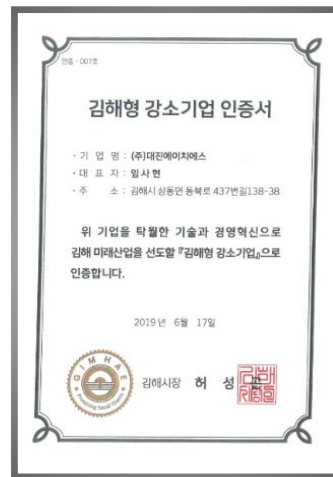 인증 - 007호
김해형 강소기업 인증서
· 기 업 명 : (주)대진에이치에스
· 대 표 자 : 임사현
· 주 소 : 김해시 상동면 동북로 437번길138-38
위 기업을 탁월한 기술과 경영혁신으로
김해 미래산업을 선도할 『김해형 강소기업』으로
인증합니다.
2019년 6월 17일
GIMHAE
김해시장 허 성 곤